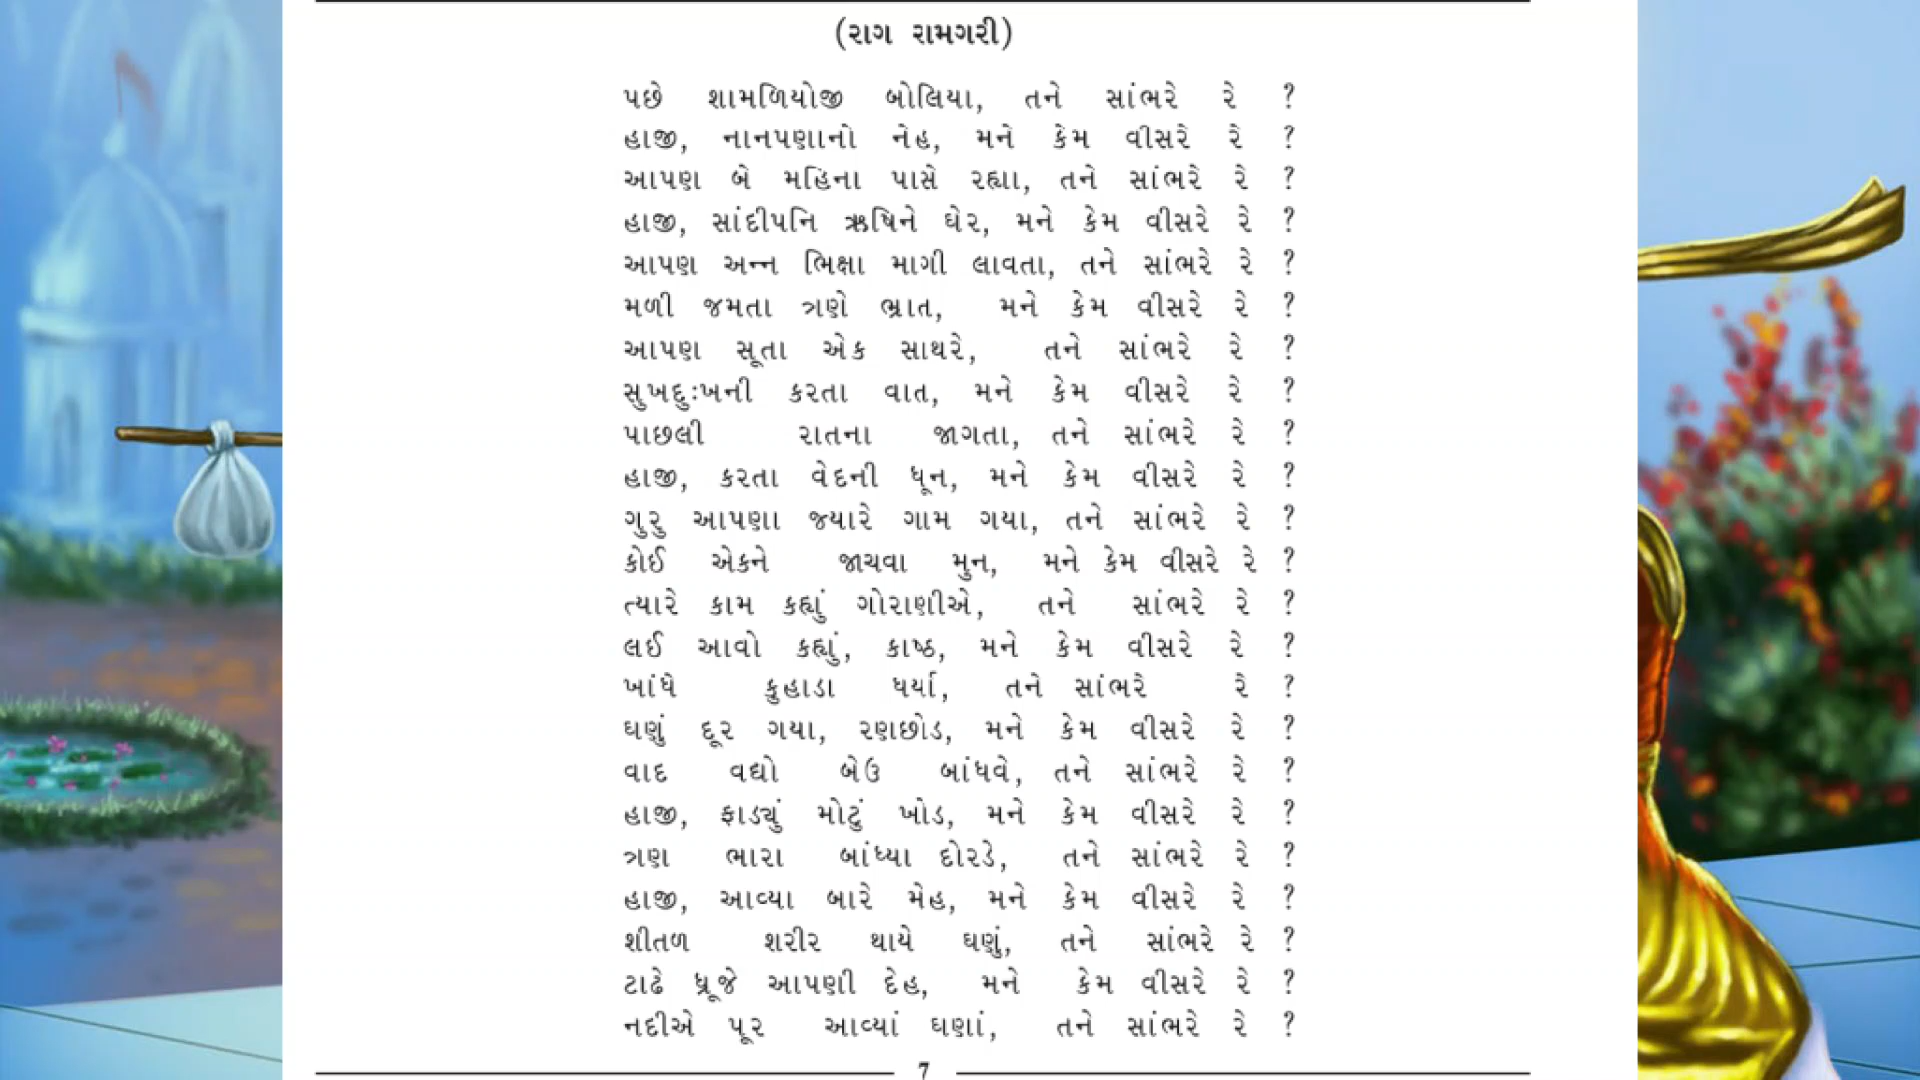 (રાગ રામગરી)
પછે શામળિયોજી બોલિયા, તને સાંભરે રે ?
હાજી, નાનપણાનો નેહ, મને કેમ વીસરે રે ?
આપણ બે મહિના પાસે રહ્યા, તને સાંભરે રે ?
હાજી, સાંદીપનિ ઋષિને ઘેર, મને કેમ વીસરે રે ?
આપણ અન્ન ભિક્ષા માગી લાવતા, તને સાંભરે રે ?
મળી જમતા ત્રણે ભ્રાત, મને કેમ વીસરે રે ?
આપણ સૂતા એક સાથરે, તને સાંભરે રે ?
સુખદુઃખની કરતા વાત, મને કેમ વીસરે રે ?
પાછલી રાતના જાગતા, તને સાંભરે રે ?
હાજી, કરતા વેદની ધૂન, મને કેમ વીસરે રે ?
ગુરુ આપણા જ્યારે ગામ ગયા, તને સાંભરે રે ?
કોઈ એકને જાચવા મુન, મને કેમ વીસરે રે ?
ત્યારે કામ કહ્યું ગોરાણીએ, તને સાંભરે રે ?
લઈ આવો કહ્યું, કાષ્ઠ, મને કેમ વીસરે રે ?
ખાંધે કુહાડા ધર્યા, તને સાંભરે રે ?
ઘણું દૂર ગયા, રણછોડ, મને કેમ વીસરે રે ?
વાદ વદ્યો બેઉ બાંધવે, તને સાંભરે રે ?
હાજી, ફાડ્યું મોટું ખોડ, મને કેમ વીસરે રે ?
ત્રણ ભારા બાંધ્યા દોરડે, તને સાંભરે રે ?
હાજી, આવ્યા બારે મેહ, મને કેમ વીસરે રે ?
શીતળ શરીર થાયે ઘણું, તને સાંભરે રે ?
ટાઢે ધ્રૂજે આપણી દેહ, મને કેમ વીસરે રે ?
નદીએ પૂર આવ્યાં ઘણાં, તને સાંભરે રે ?
7